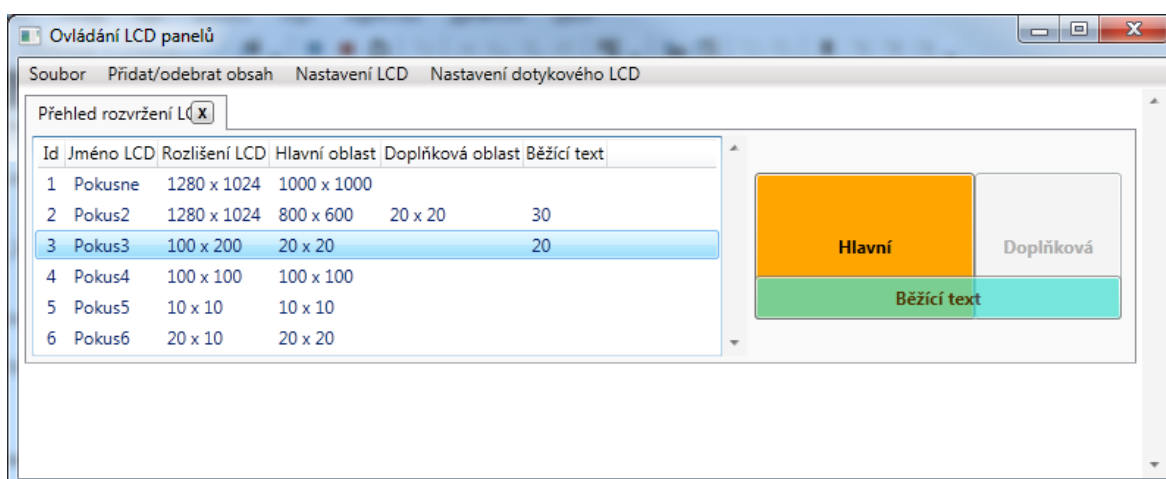 Ovládání LCD panelů
Soubor Přidat/odebrat obsah Nastavení LCD Nastavení dotykového LCD
Přehled rozvržení x
Id Jméno LCD Rozlišení LCD Hlavní oblast Doplňková oblast Běžící text
1 Pokusne 1280 x 1024 1000 x 1000
2 Pokus2 1280 x 1024 800 x 600 20 x 20 30
3 Pokus3 100 x 200 20 x 20 20
4 Pokus4 100 x 100 100 x 100
5 Pokus5 10 x 10 10 x 10
6 Pokus6 20 x 10 20 x 20
Hlavní Doplňková
Běžící text